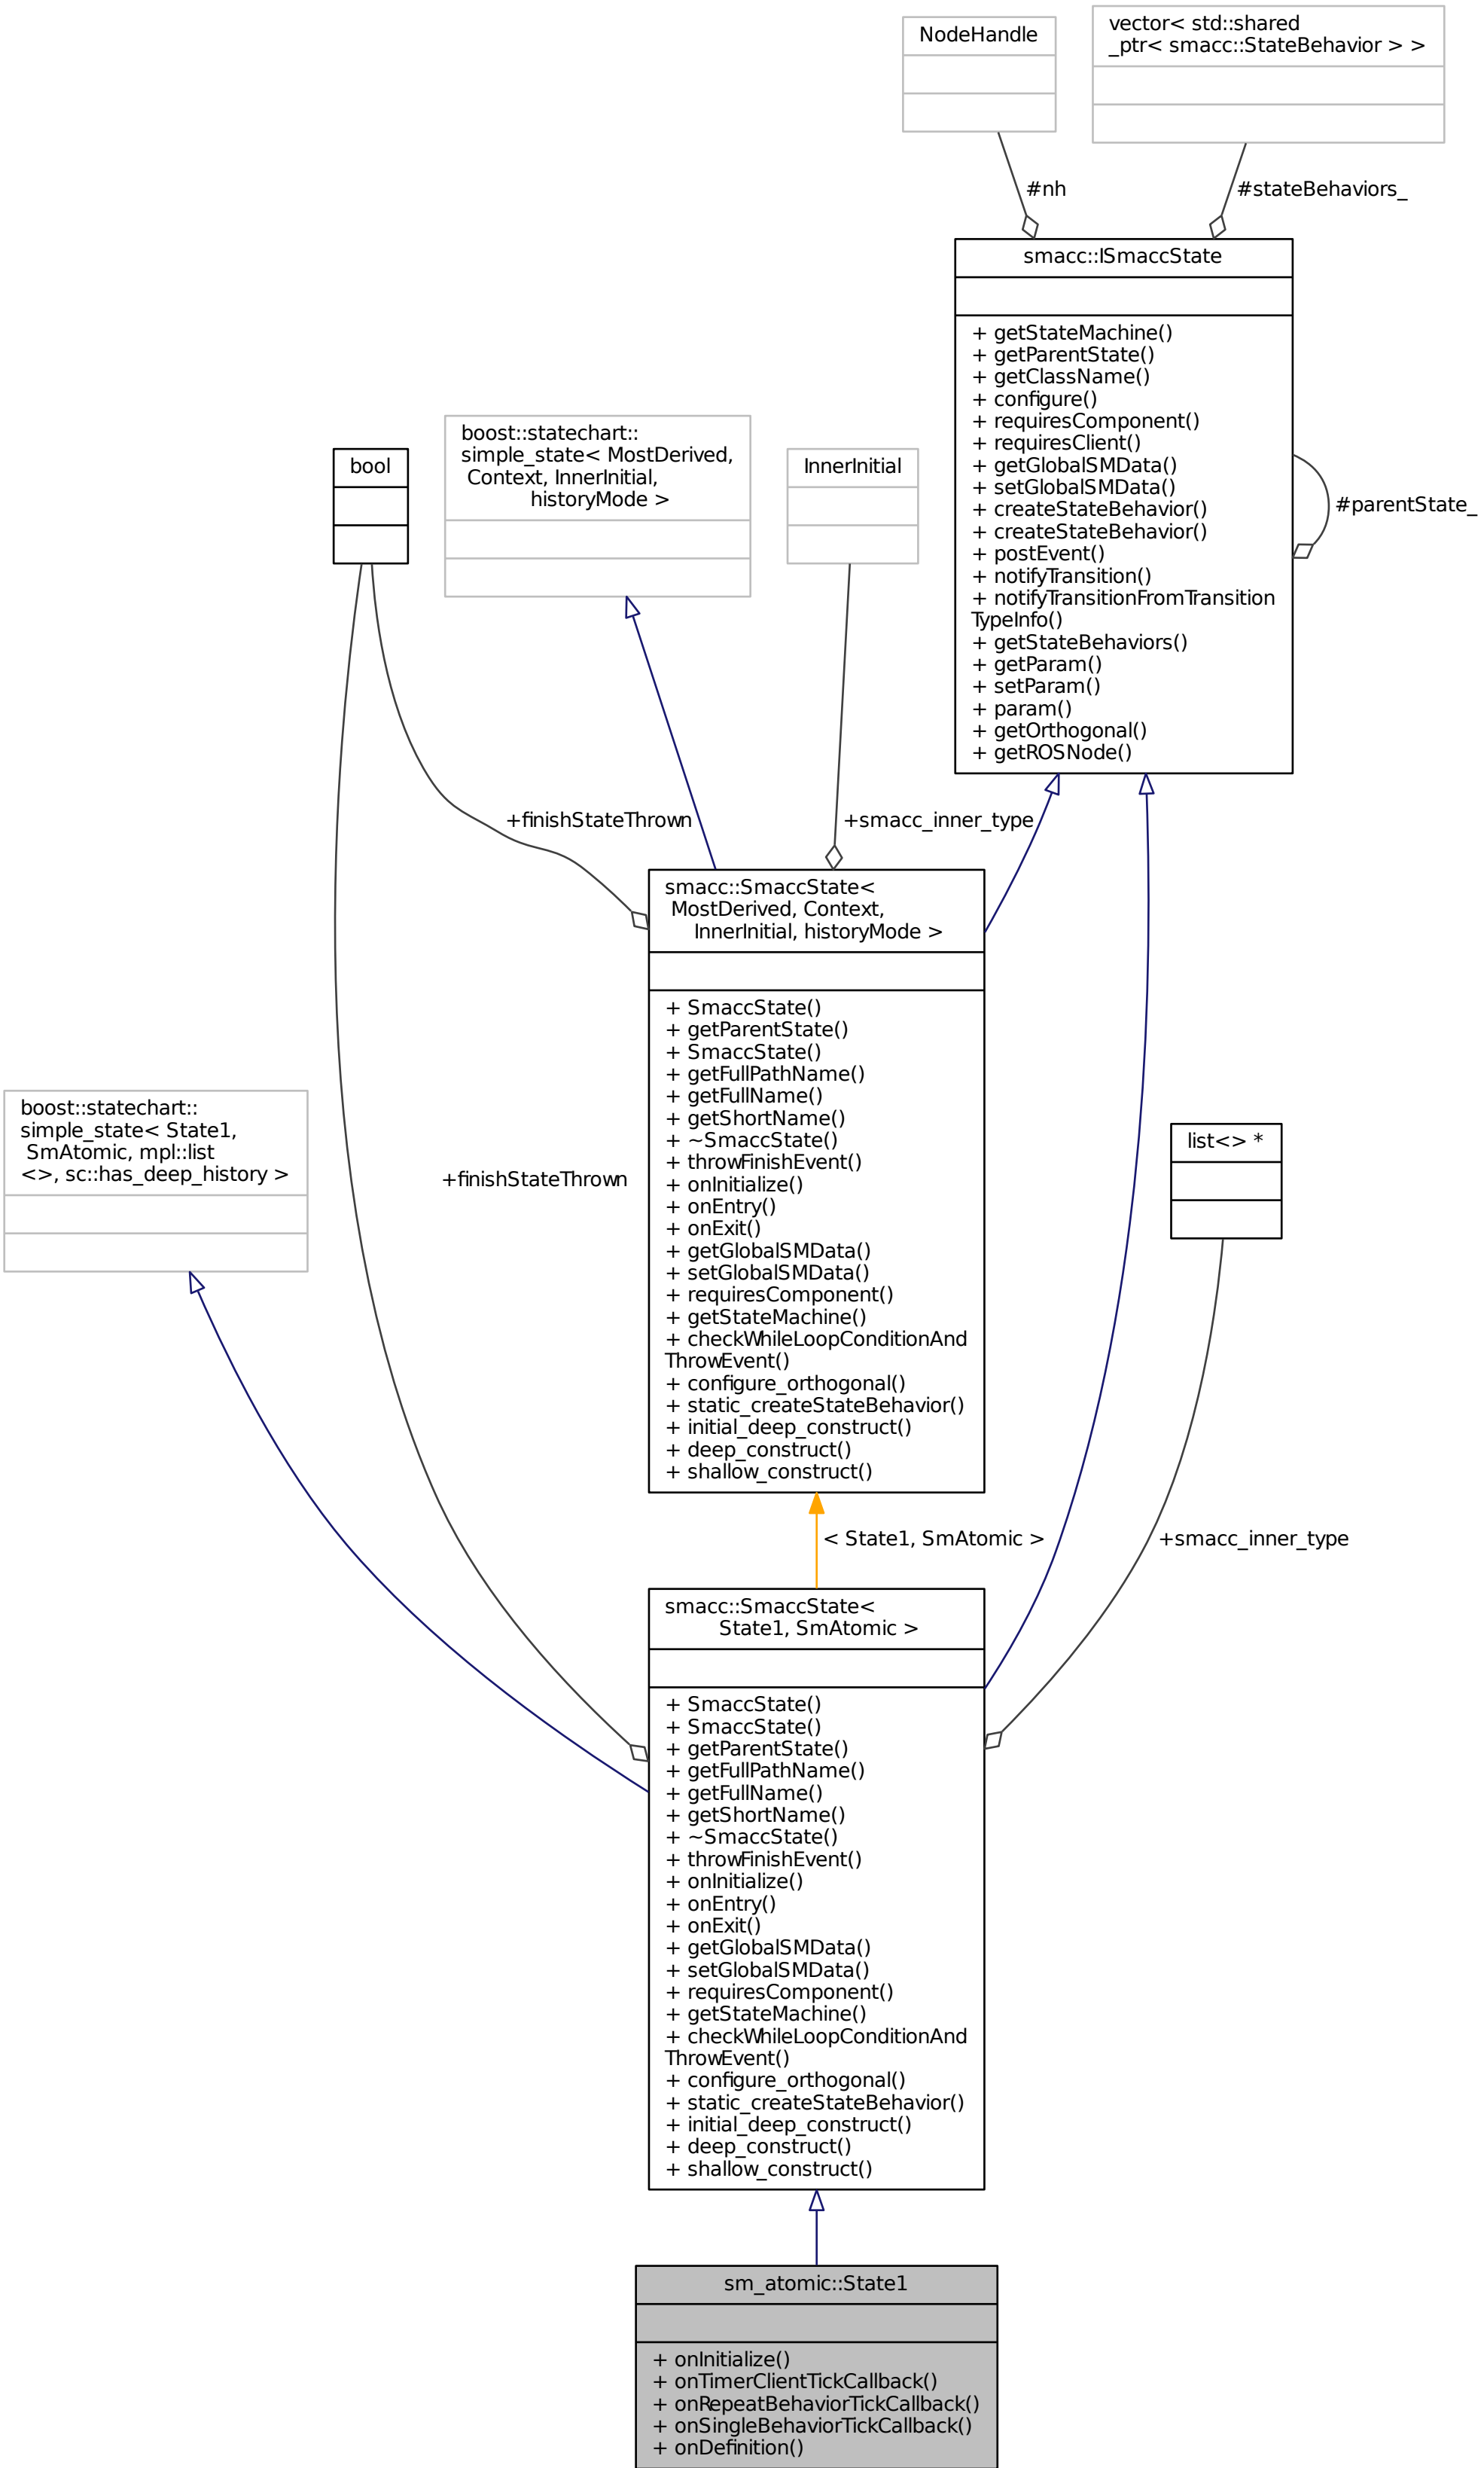 NodeHandle
vector< std::shared
_ptr< smacc::StateBehavior > >
#nh
#stateBehaviors_
smacc::ISmaccState
+ getStateMachine()
+ getParentState()
+ getClassName()
+ configure()
+ requiresComponent()
+ requiresClient()
+ getGlobalSMData()
+ setGlobalSMData()
+ createStateBehavior()
+ createStateBehavior()
+ postEvent()
+ notifyTransition()
+ notifyTransitionFromTransition
TypeInfo()
+ getStateBehaviors()
+ getParam()
+ setParam()
+ param()
+ getOrthogonal()
+ getROSNode()
#parentState_
bool
boost::statechart::
simple_state< MostDerived,
Context, InnerInitial,
historyMode >
InnerInitial
+finishStateThrown
+smacc_inner_type
smacc::SmaccState<
MostDerived, Context,
InnerInitial, historyMode >
+ SmaccState()
+ getParentState()
+ SmaccState()
+ getFullPathName()
+ getFullName()
+ getShortName()
+ ~SmaccState()
+ throwFinishEvent()
+ onInitialize()
+ onEntry()
+ onExit()
+ getGlobalSMData()
+ setGlobalSMData()
+ requiresComponent()
+ getStateMachine()
+ checkWhileLoopConditionAnd
ThrowEvent()
+ configure_orthogonal()
+ static_createStateBehavior()
+ initial_deep_construct()
+ deep_construct()
+ shallow_construct()
boost::statechart::
simple_state< State1,
SmAtomic, mpl::list
<>, sc::has_deep_history >
+finishStateThrown
list<> *
< State1, SmAtomic >
+smacc_inner_type
smacc::SmaccState<
State1, SmAtomic >
+ SmaccState()
+ SmaccState()
+ getParentState()
+ getFullPathName()
+ getFullName()
+ getShortName()
+ ~SmaccState()
+ throwFinishEvent()
+ onInitialize()
+ onEntry()
+ onExit()
+ getGlobalSMData()
+ setGlobalSMData()
+ requiresComponent()
+ getStateMachine()
+ checkWhileLoopConditionAnd
ThrowEvent()
+ configure_orthogonal()
+ static_createStateBehavior()
+ initial_deep_construct()
+ deep_construct()
+ shallow_construct()
sm_atomic::State1
+ onInitialize()
+ onTimerClientTickCallback()
+ onRepeatBehaviorTickCallback()
+ onSingleBehaviorTickCallback()
+ onDefinition()